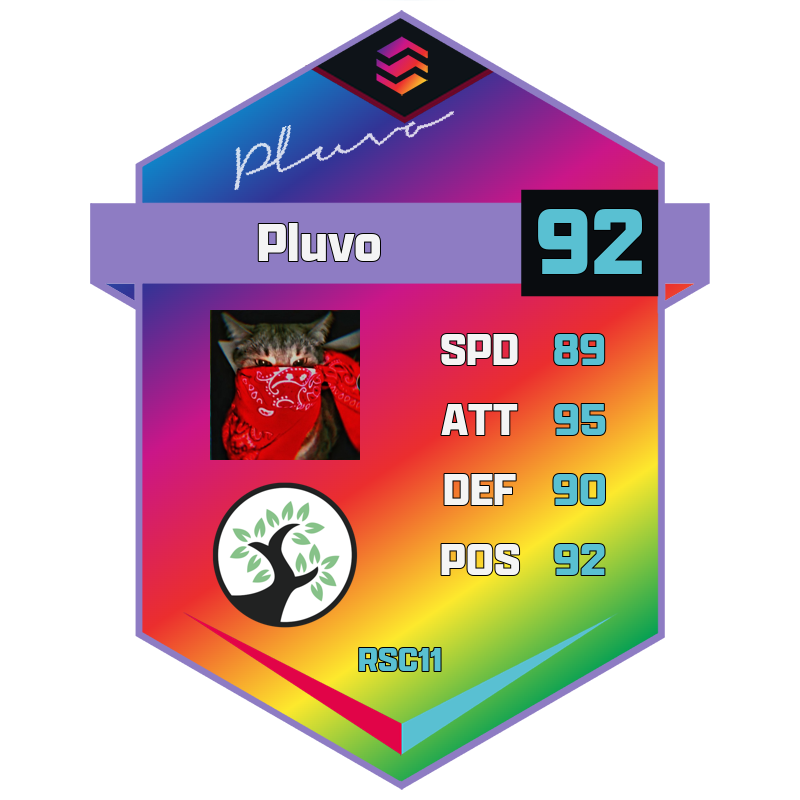 Pluvo
Pluvo 92
SPD 89
ATT 95
DEF 90
POS 92
RSC11